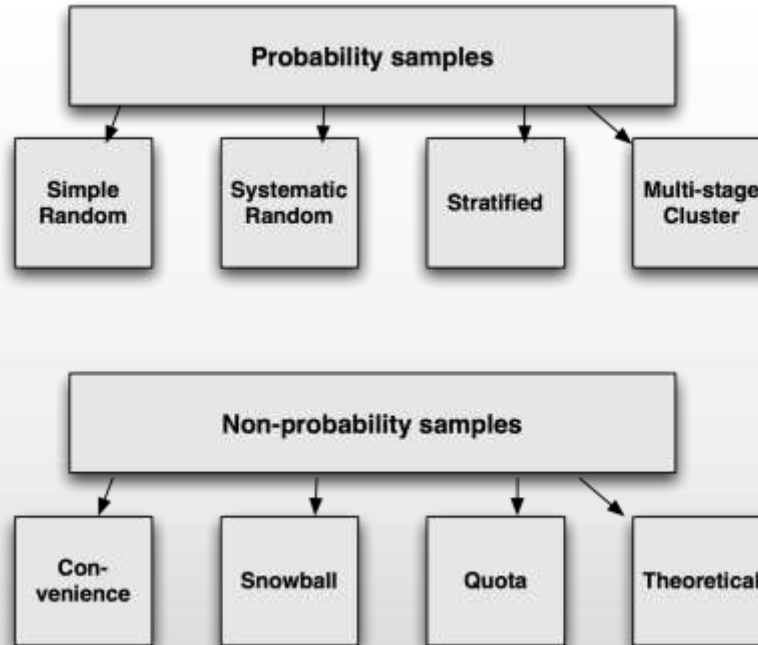 Probability samples
Simple
Random
Systematic
Random
Stratified
Multi-stage
Cluster
Non-probability samples
Con-
venience
Snowball
Quota
Theoretical